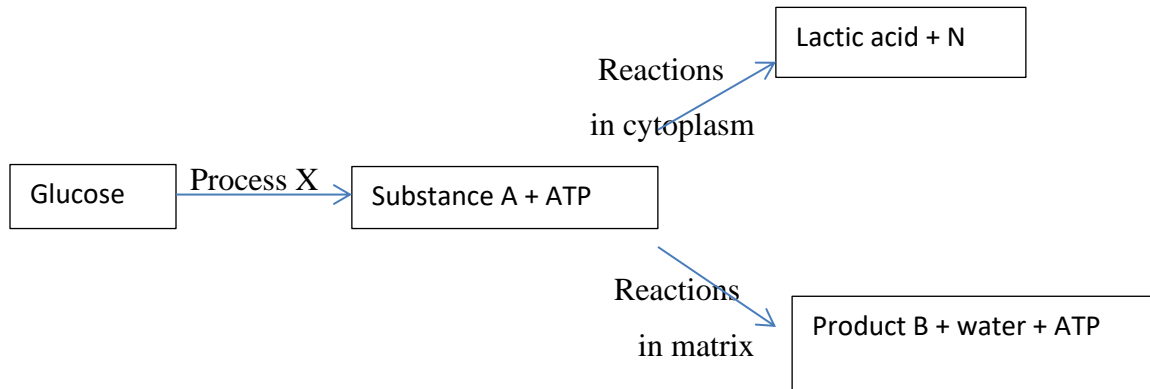 Lactic acid + N
Reactions
in cytoplasm
Glucose
Process X
Substance A + ATP
Reactions
in matrix
Product B + water + ATP